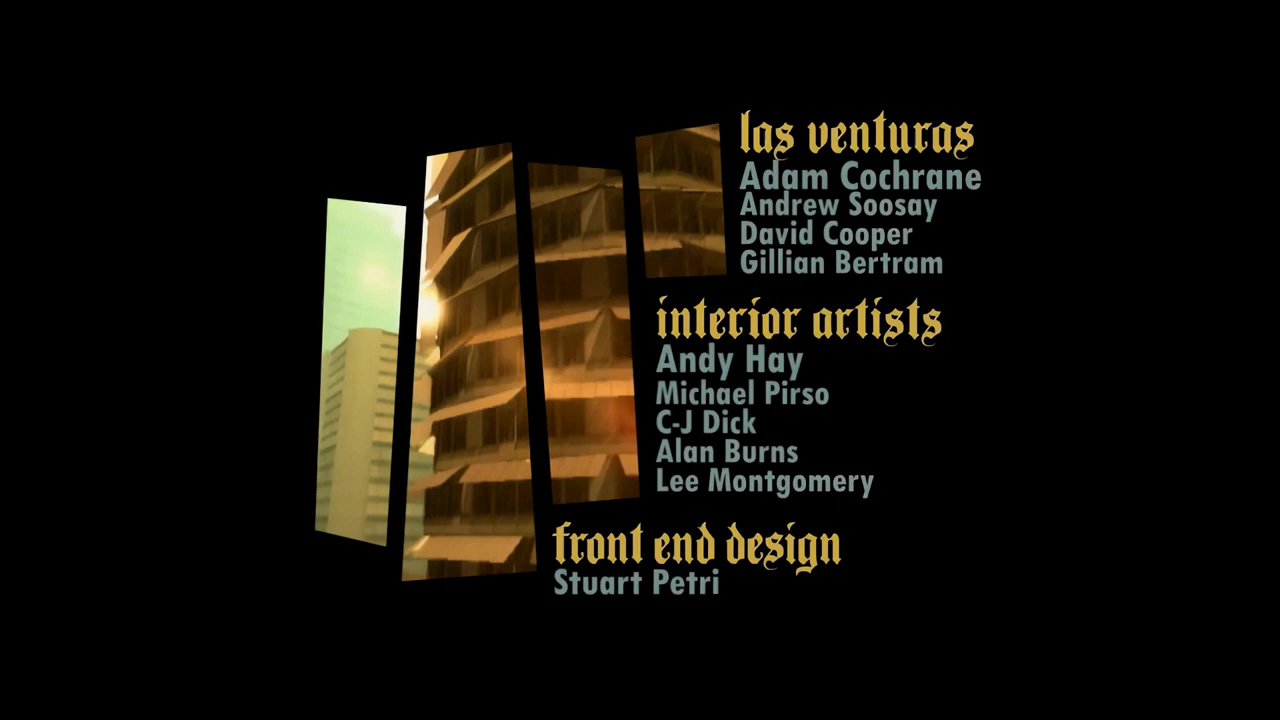 las venturas
Adam Cochrane
Andrew Soosay
David Cooper
Gillian Bertram
interior artists
Andy Hay
Michael Pirso
C-J Dick
Alan Burns
Lee Montgomery
front end design
Stuart Petri